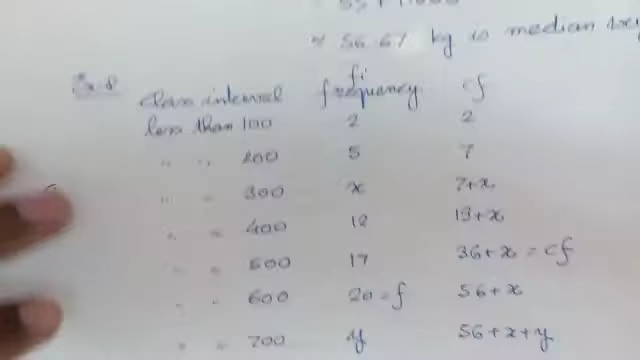 56.67 kg is median
Ex 8
class interval fi frequency cf
less than 100 2 2
" " 200 5 7
" " 300 x 7+x
" " 400 12 19+x
" " 500 17 36+x = cf
" " 600 20 = f 56+x
" " 700 y 56+x+y